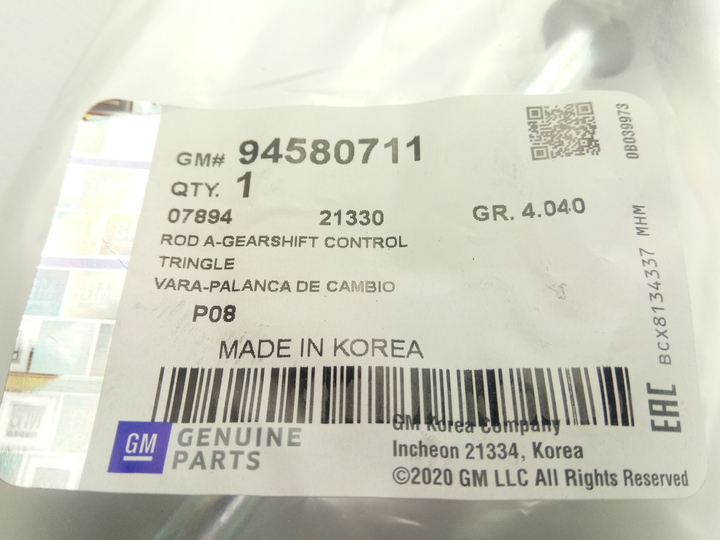 GM# 94580711
QTY. 1
07894 21330 GR. 4.040
ROD A-GEARSHIFT CONTROL
TRINGLE
VARA-PALANCA DE CAMBIO
P08
MADE IN KOREA
GM GENUINE PARTS
GM Korea Company
Incheon 21334, Korea
©2020 GM LLC All Rights Reserved
0B039973
BCX8134337 MHM
EAC